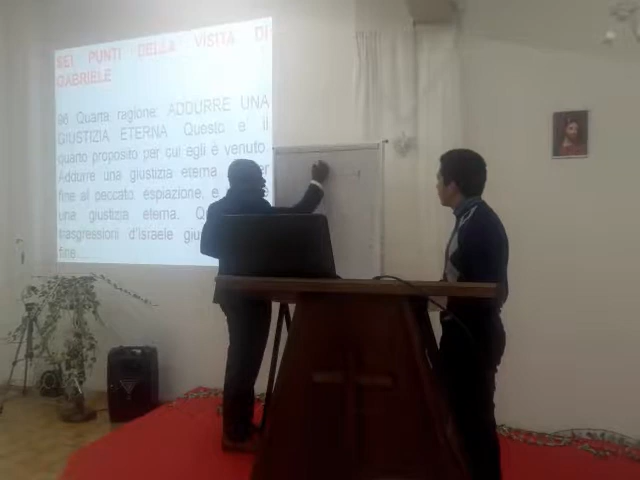 SEI PUNTI DELLA VISITA DI
GABRIELE
96 Quarta ragione: ADDURRE UNA
GIUSTIZIA ETERNA Questo è il
quarto proposito per cui egli è venuto.
Addurre una giustizia eterna
fine al peccato, espiazione, e
una giustizia eterna.
trasgressioni d'Israele
fine....